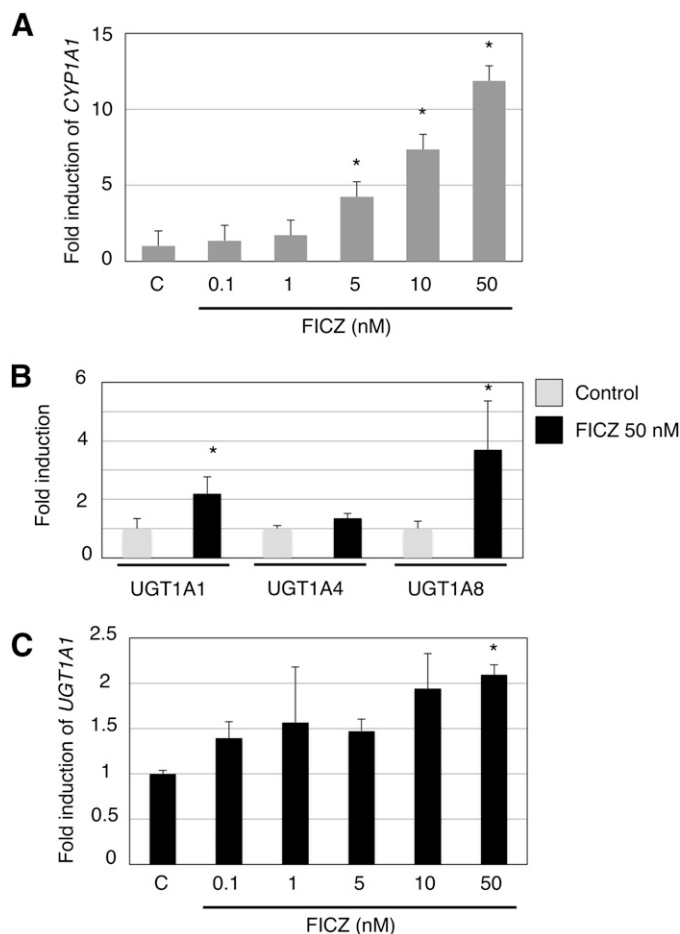 A
Fold induction of CYP1A1
15
10
5
0
*
*
*
C 0.1 1 5 10 50
FICZ (nM)
B
Fold induction
6
4
2
0
*
*
Control
FICZ 50 nM
UGT1A1 UGT1A4 UGT1A8
C
Fold induction of UGT1A1
2.5
2
1.5
1
0.5
0
*
C 0.1 1 5 10 50
FICZ (nM)